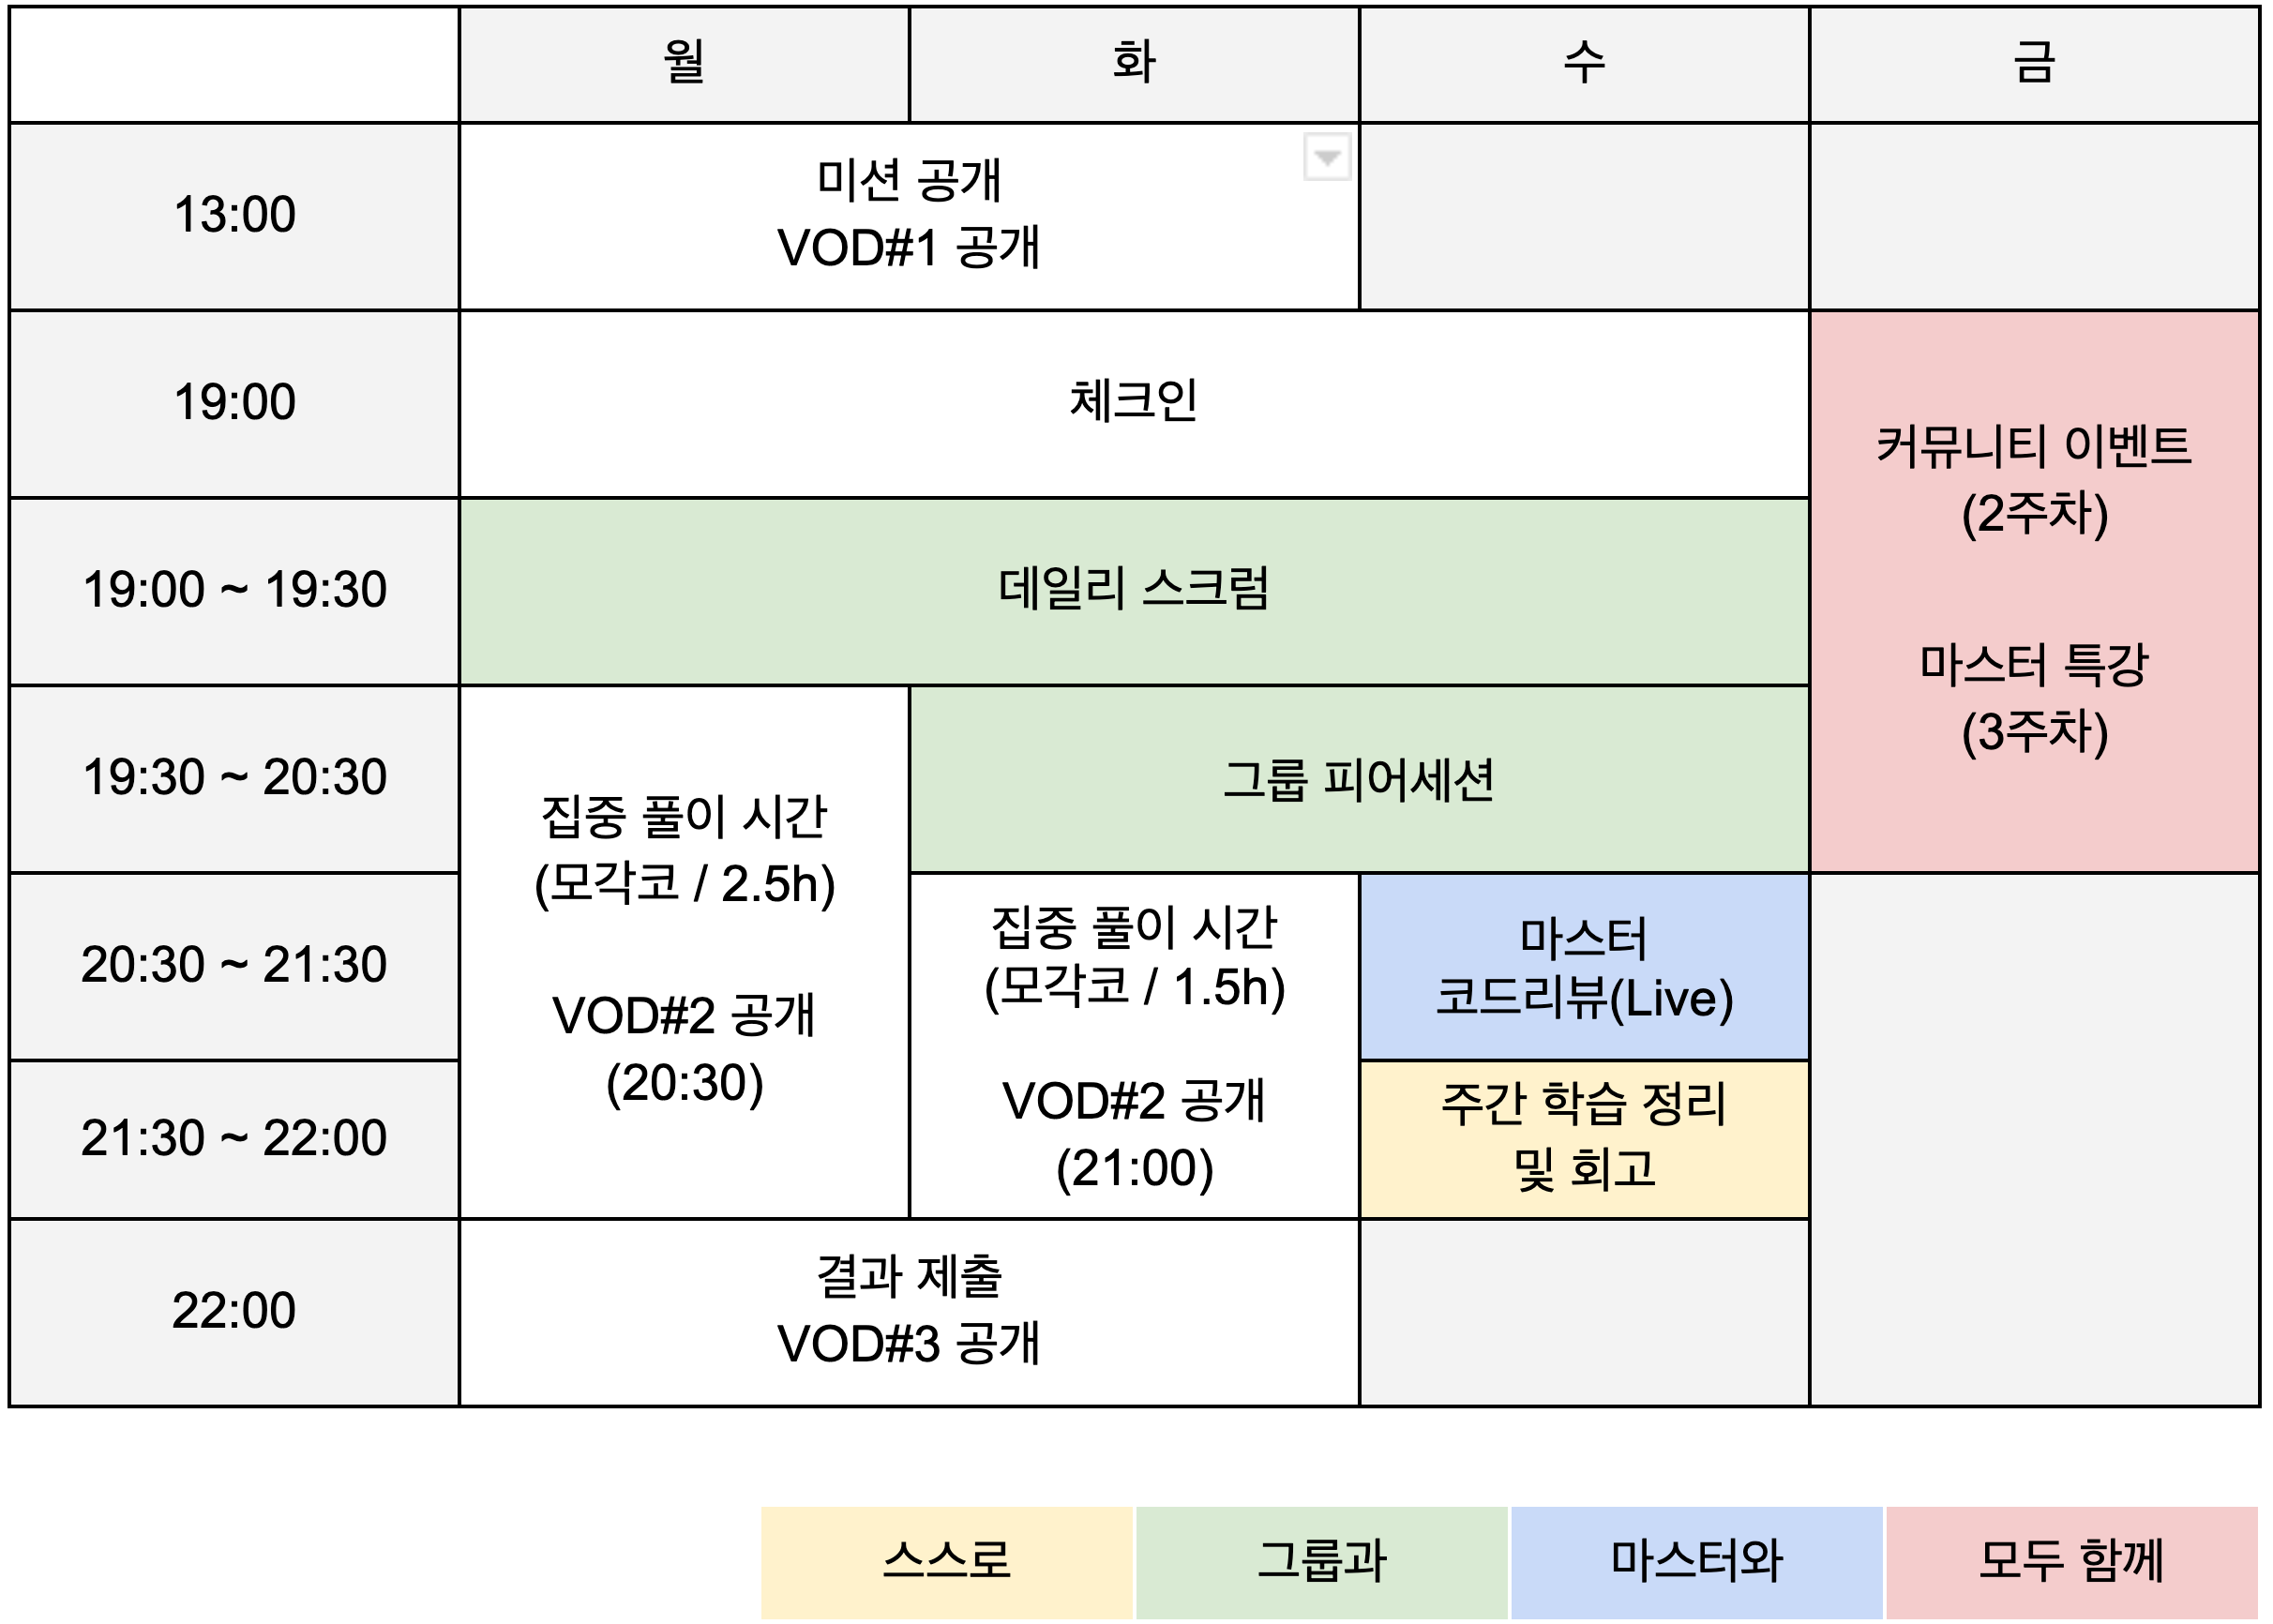 월
화
수
금
13:00
미션 공개
VOD#1 공개
19:00
체크인
커뮤니티 이벤트
(2주차)
마스터 특강
(3주차)
19:00 ~ 19:30
데일리 스크럼
19:30 ~ 20:30
집중 풀이 시간
(모각코 / 2.5h)
VOD#2 공개
(20:30)
그룹 피어세션
20:30 ~ 21:30
집중 풀이 시간
(모각코 / 1.5h)
VOD#2 공개
(21:00)
마스터
코드리뷰(Live)
21:30 ~ 22:00
주간 학습 정리
및 회고
22:00
결과 제출
VOD#3 공개
스스로
그룹과
마스터와
모두 함께